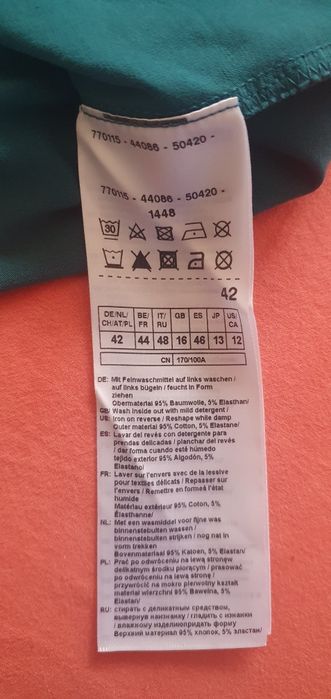 770115 - 44086 - 50420 -
770115 - 44086 - 50420 -
1448
30
42
DE/NL/ BE/ IT/ GB ES JP US/
CH/AT/PL FR RU CA
42 44 48 16 46 13 12
CN 170/100A
DE: Mit Feinwaschmittel auf links waschen /
auf links bügeln / feucht in Form
ziehen
Obermaterial 95% Baumwolle, 5% Elasthan/
GB/ Wash inside out with mild detergent /
US: Iron on reverse / Reshape while damp
Outer material 95% Cotton, 5% Elastane/
ES: Lavar del revés con detergente para
prendas delicadas / planchar del revés
/ dar forma cuando esté húmedo
tejido exterior 95% Algodón, 5%
Elastano/
FR: Laver sur l'envers avec de la lessive
pour textiles délicats / Repasser sur
l'envers / Remettre en forme à l'état
humide
Matériau extérieur 95% Coton, 5%
Élasthanne/
NL: Met een wasmiddel voor fijne was
binnenstebuiten wassen /
binnenstebuiten strijken / nog nat in
vorm trekken
Bovenmateriaal 95% Katoen, 5% Elastan/
PL: Prać po odwróceniu na lewą stronę w
delikatnym środku piorącym / prasować
po odwróceniu na lewą stronę /
przywrócić na mokro pierwotny kształt
materiał wierzchni 95% Bawełna, 5%
Elastan/
RU: стирать с деликатным средством,
вывернув наизнанку / гладить с изнанки
/ влажному изделию придать форму
Верхний материал 95% хлопок, 5% эластан/